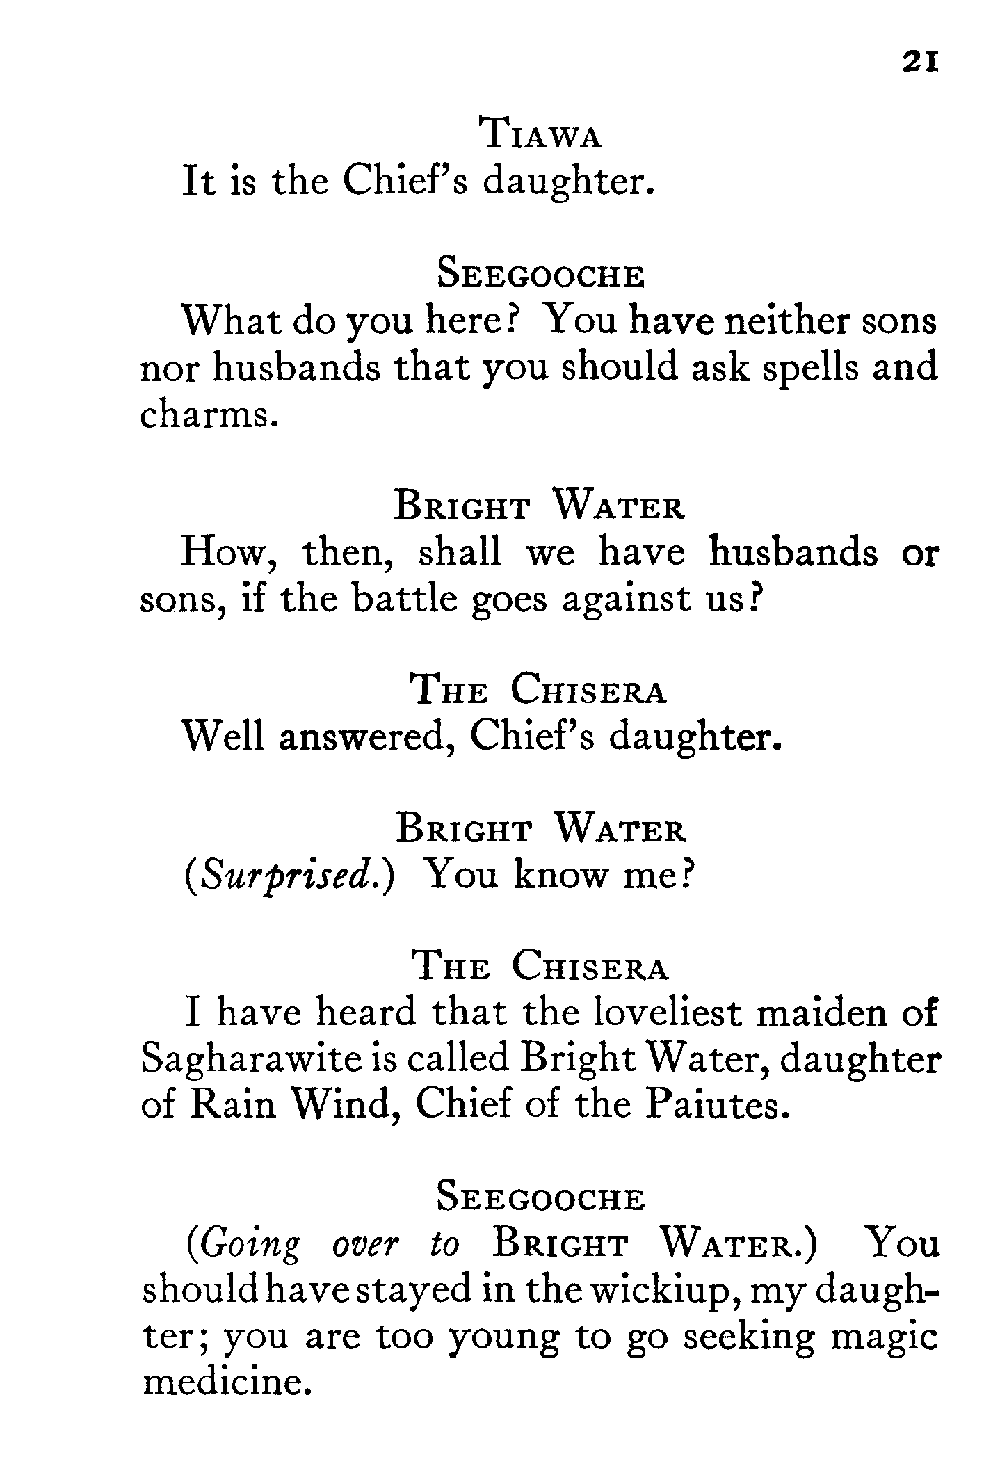 21
Tiawa
It is the Chief's daughter.
Seegooche
What do you here? You have neither sons
nor husbands that you should ask spells and
charms.
Bright Water
How, then, shall we have husbands or
sons, if the battle goes against us?
The Chisera
Well answered, Chief's daughter.
Bright Water
(Surprised.) You know me?
The Chisera
I have heard that the loveliest maiden of
Sagharawite is called Bright Water, daughter
of Rain Wind, Chief of the Paiutes.
Seegooche
(Going over to Bright Water.) You
should have stayed in the wickiup, my daugh-
ter; you are too young to go seeking magic
medicine.